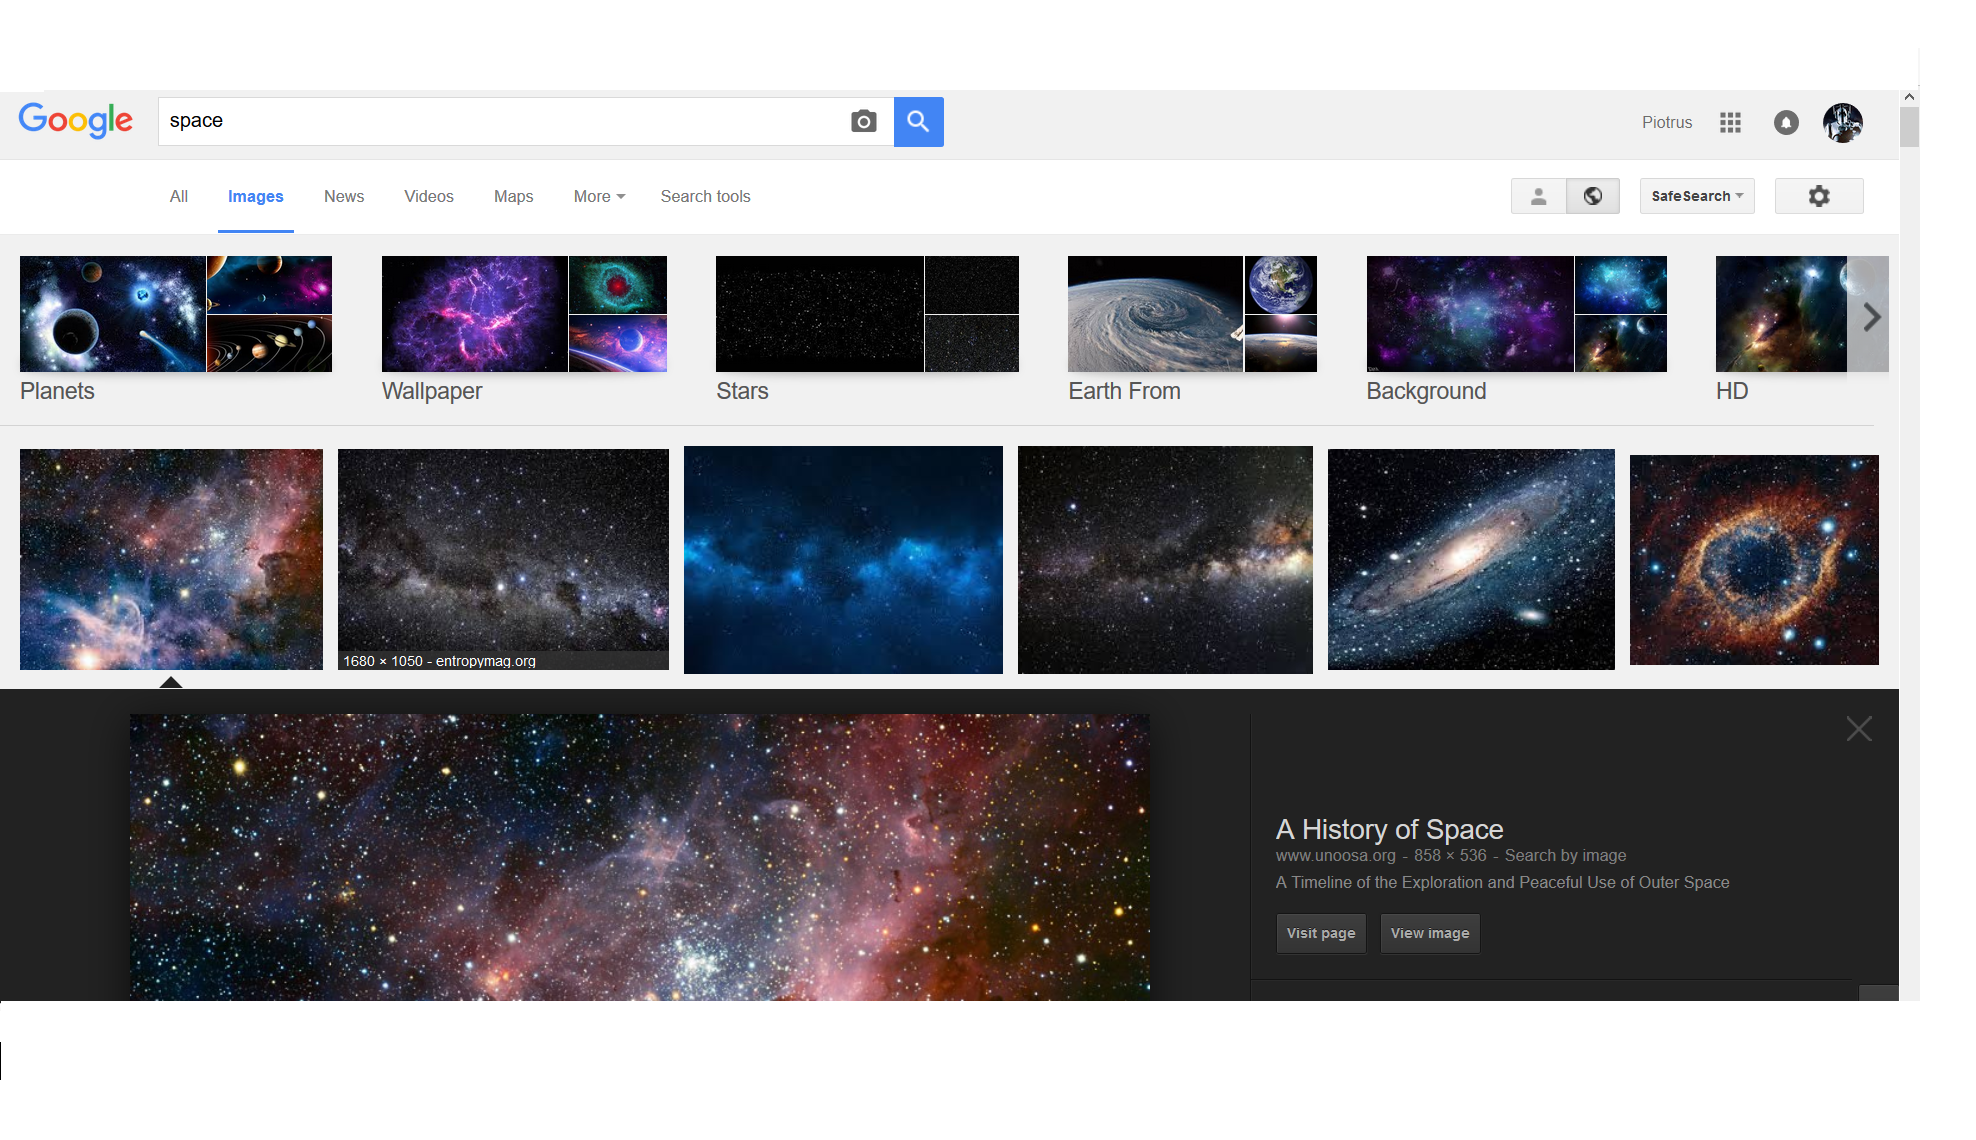 Google
space
Piotrus
All Images News Videos Maps More Search tools
SafeSearch
Planets Wallpaper Stars Earth From Background HD
1680 × 1050 - entropymag.org
A History of Space
www.unoosa.org - 858 × 536 - Search by image
A Timeline of the Exploration and Peaceful Use of Outer Space
Visit page View image